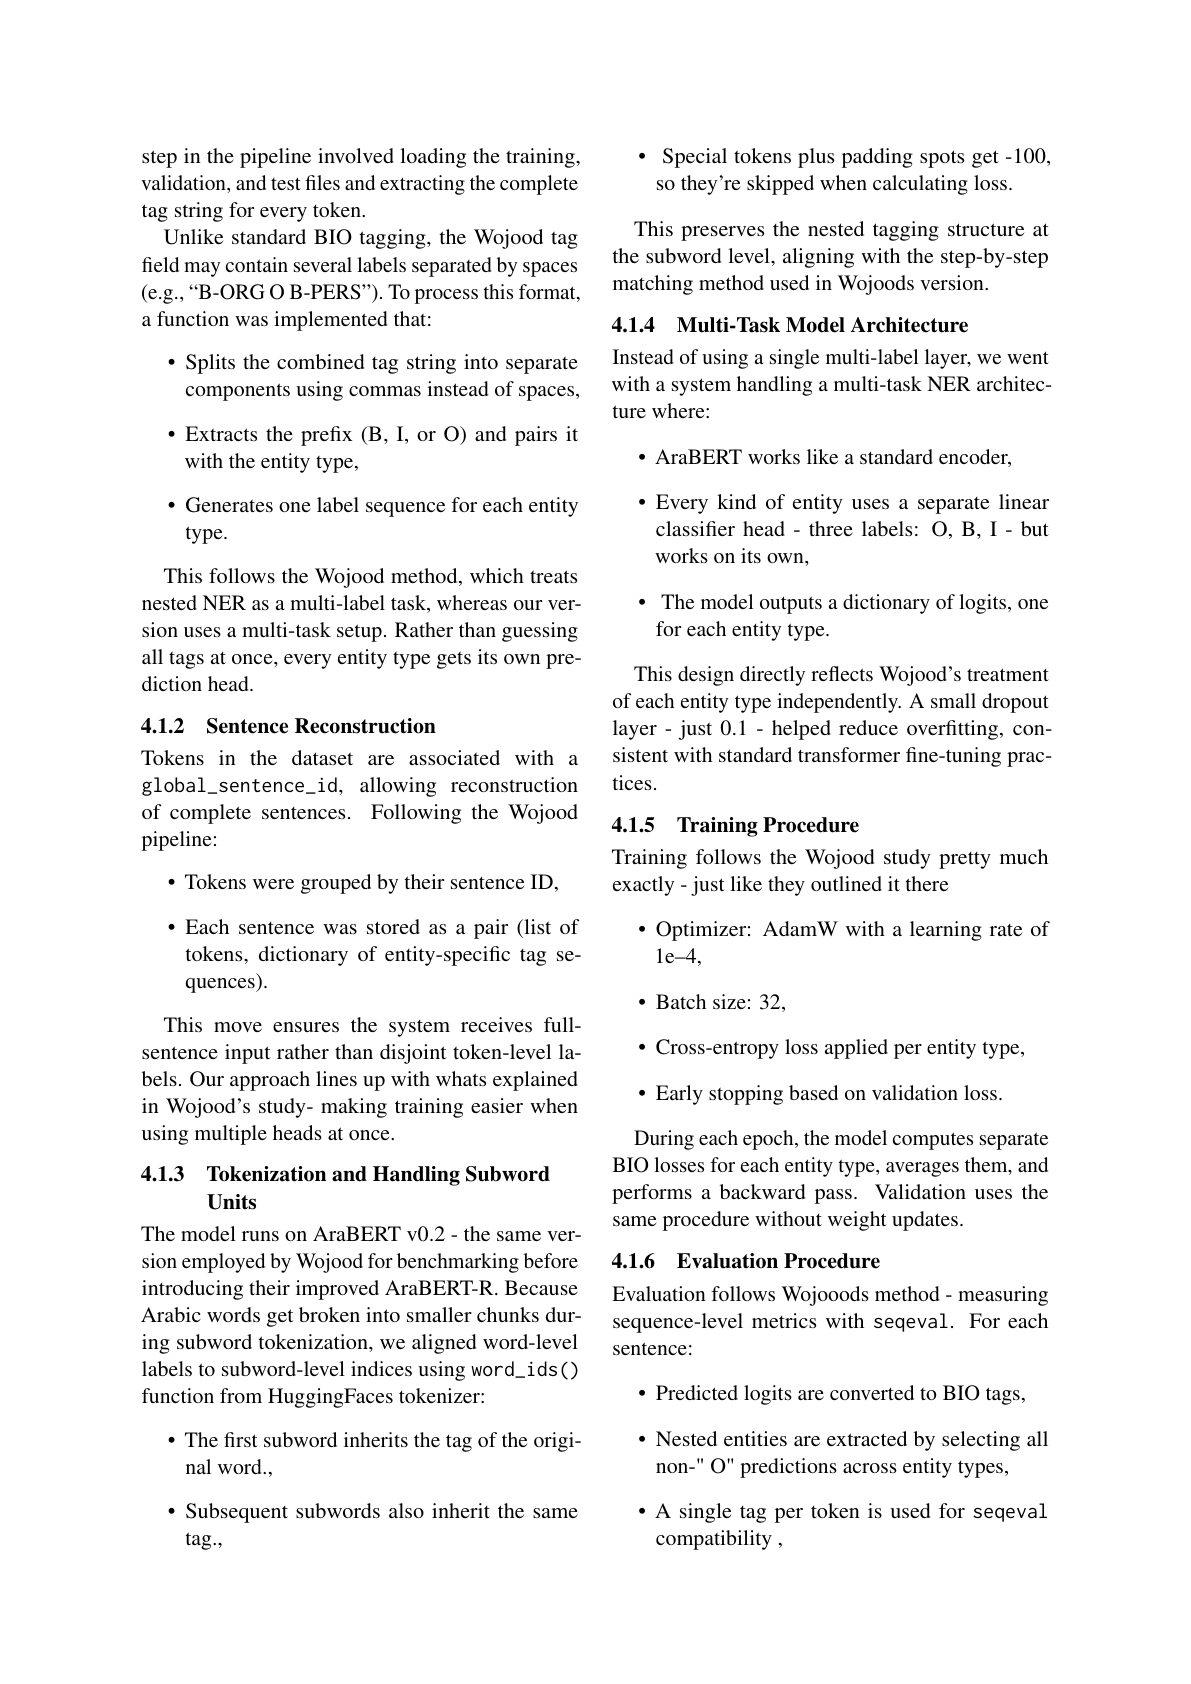 step in the pipeline involved loading the training,
validation, and test files and extracting the complete
tag string for every token.
Unlike standard BIO tagging, the Wojood tag
field may contain several labels separated by spaces
(e.g., “B-ORG O B-PERS”). To process this format,
a function was implemented that:
• Splits the combined tag string into separate
components using commas instead of spaces,
• Extracts the prefix (B, I, or O) and pairs it
with the entity type,
• Generates one label sequence for each entity
type.
This follows the Wojood method, which treats
nested NER as a multi-label task, whereas our ver-
sion uses a multi-task setup. Rather than guessing
all tags at once, every entity type gets its own pre-
diction head.
4.1.2 Sentence Reconstruction
Tokens in the dataset are associated with a
global_sentence_id, allowing reconstruction
of complete sentences. Following the Wojood
pipeline:
• Tokens were grouped by their sentence ID,
• Each sentence was stored as a pair (list of
tokens, dictionary of entity-specific tag se-
quences).
This move ensures the system receives full-
sentence input rather than disjoint token-level la-
bels. Our approach lines up with whats explained
in Wojood’s study- making training easier when
using multiple heads at once.
4.1.3 Tokenization and Handling Subword
Units
The model runs on AraBERT v0.2 - the same ver-
sion employed by Wojood for benchmarking before
introducing their improved AraBERT-R. Because
Arabic words get broken into smaller chunks dur-
ing subword tokenization, we aligned word-level
labels to subword-level indices using word_ids()
function from HuggingFaces tokenizer:
• The first subword inherits the tag of the origi-
nal word.,
• Subsequent subwords also inherit the same
tag.,
• Special tokens plus padding spots get -100,
so they’re skipped when calculating loss.
This preserves the nested tagging structure at
the subword level, aligning with the step-by-step
matching method used in Wojoods version.
4.1.4 Multi-Task Model Architecture
Instead of using a single multi-label layer, we went
with a system handling a multi-task NER architec-
ture where:
• AraBERT works like a standard encoder,
• Every kind of entity uses a separate linear
classifier head - three labels: O, B, I - but
works on its own,
• The model outputs a dictionary of logits, one
for each entity type.
This design directly reflects Wojood’s treatment
of each entity type independently. A small dropout
layer - just 0.1 - helped reduce overfitting, con-
sistent with standard transformer fine-tuning prac-
tices.
4.1.5 Training Procedure
Training follows the Wojood study pretty much
exactly - just like they outlined it there
• Optimizer: AdamW with a learning rate of
1e–4,
• Batch size: 32,
• Cross-entropy loss applied per entity type,
• Early stopping based on validation loss.
During each epoch, the model computes separate
BIO losses for each entity type, averages them, and
performs a backward pass. Validation uses the
same procedure without weight updates.
4.1.6 Evaluation Procedure
Evaluation follows Wojooods method - measuring
sequence-level metrics with seqeval. For each
sentence:
• Predicted logits are converted to BIO tags,
• Nested entities are extracted by selecting all
non-" O" predictions across entity types,
• A single tag per token is used for seqeval
compatibility ,